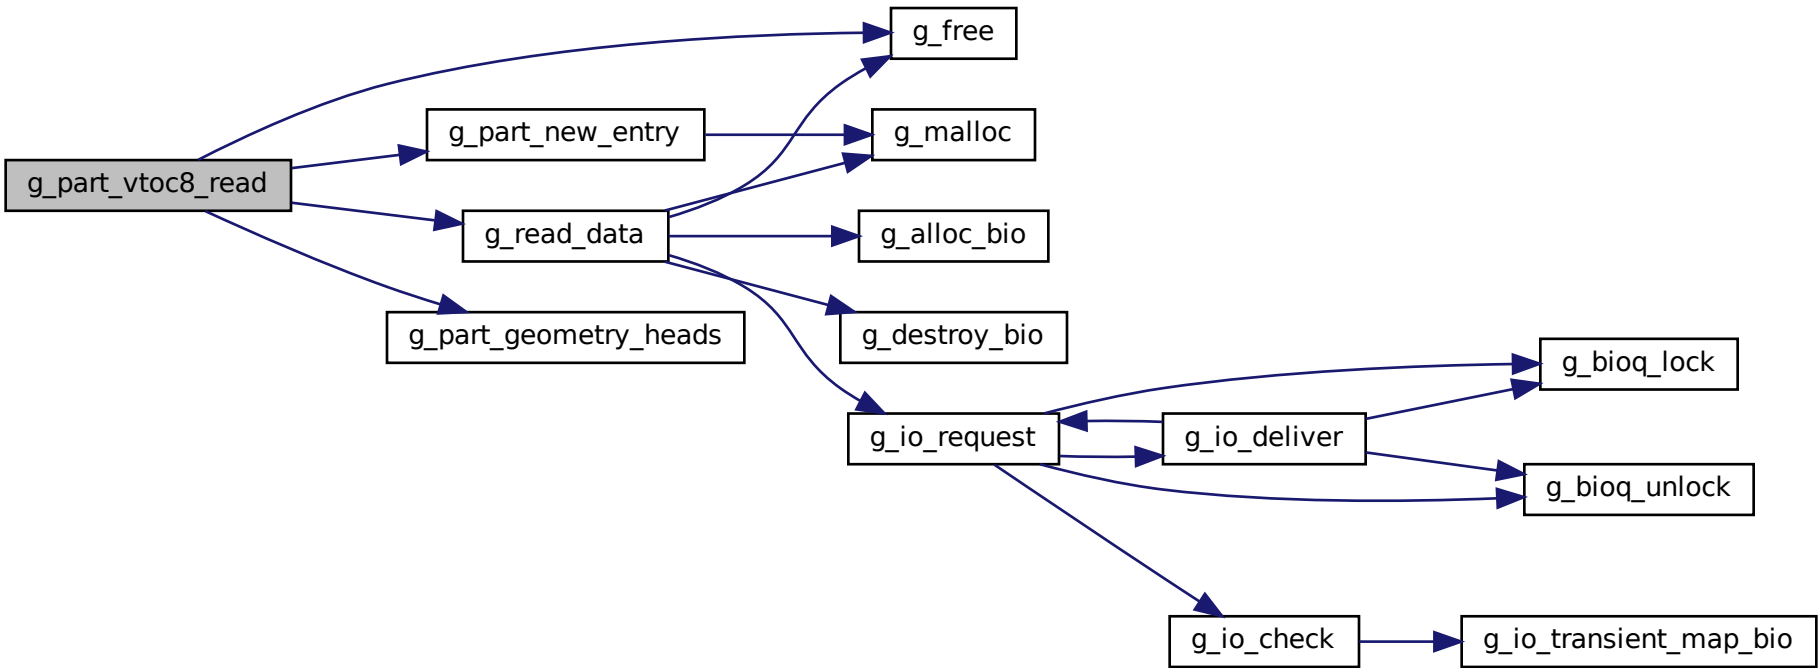 g_free
g_part_new_entry
g_malloc
g_part_vtoc8_read
g_read_data
g_alloc_bio
g_part_geometry_heads
g_destroy_bio
g_bioq_lock
g_io_request
g_io_deliver
g_bioq_unlock
g_io_check
g_io_transient_map_bio